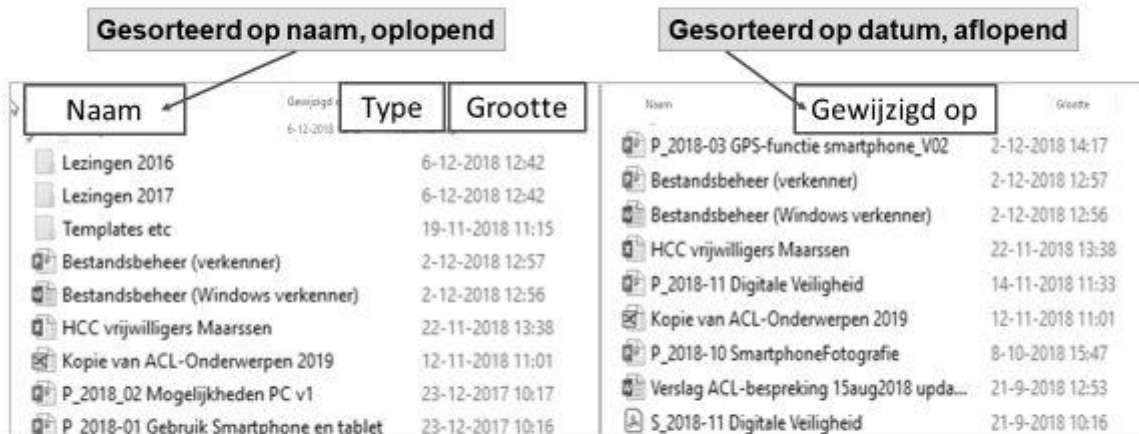 Gesorteerd op naam, oplopend
Naam
Gewijzigd
Type
Grootte
6-12-2018
Lezingen 2016 6-12-2018 12:42
Lezingen 2017 6-12-2018 12:42
Templates etc 19-11-2018 11:15
Bestandsbeheer (verkenner) 2-12-2018 12:57
Bestandsbeheer (Windows verkenner) 2-12-2018 12:56
HCC vrijwilligers Maarssen 22-11-2018 13:38
Kopie van ACL-Onderwerpen 2019 12-11-2018 11:01
P_2018_02 Mogelijkheden PC v1 23-12-2017 10:17
P_2018-01 Gebruik Smartphone en tablet 23-12-2017 10:16
Gesorteerd op datum, aflopend
Naam
Gewijzigd op
Grootte
P_2018-03 GPS-functie smartphone_V02 2-12-2018 14:17
Bestandsbeheer (verkenner) 2-12-2018 12:57
Bestandsbeheer (Windows verkenner) 2-12-2018 12:56
HCC vrijwilligers Maarssen 22-11-2018 13:38
P_2018-11 Digitale Veiligheid 14-11-2018 11:33
Kopie van ACL-Onderwerpen 2019 12-11-2018 11:01
P_2018-10 SmartphoneFotografie 8-10-2018 15:47
Verslag ACL-bespreking 15aug2018 upda... 21-9-2018 12:53
S_2018-11 Digitale Veiligheid 21-9-2018 10:16